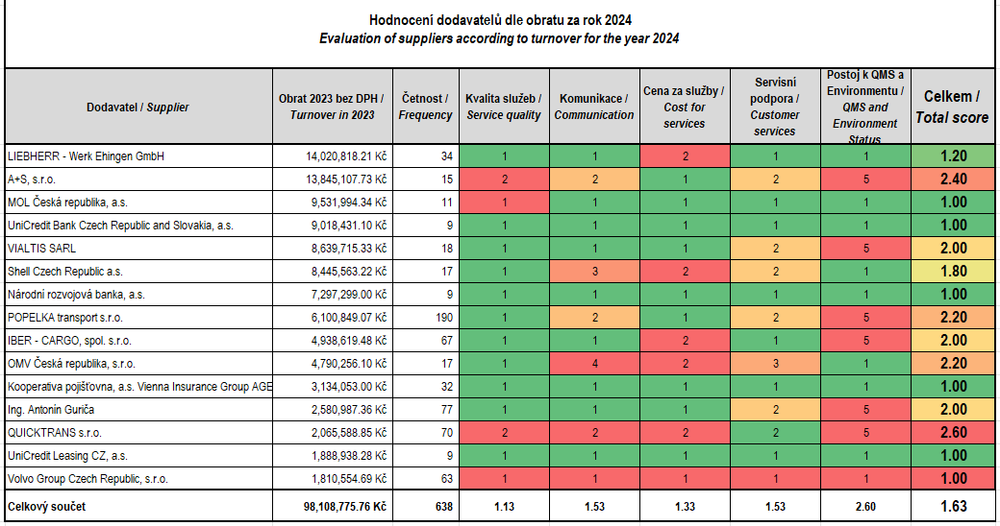 Hodnocení dodavatelů dle obratu za rok 2024
Evaluation of suppliers according to turnover for the year 2024
Dodavatel / Supplier
Obrat 2023 bez DPH /
Turnover in 2023
Četnost /
Frequency
Kvalita služeb /
Service quality
Komunikace /
Communication
Cena za služby /
Cost for
services
Servisní
podpora /
Customer
services
Postoj k QMS a
Environmentu /
QMS and
Environment
Status
Celkem /
Total score
LIEBHERR - Werk Ehingen GmbH 14,020,818.21 Kč 34 1 1 2 1 1 1.20
A+S, s.r.o. 13,845,107.73 Kč 15 2 2 1 2 5 2.40
MOL Česká republika, a.s. 9,531,994.34 Kč 11 1 1 1 1 1 1.00
UniCredit Bank Czech Republic and Slovakia, a.s. 9,018,431.10 Kč 9 1 1 1 1 1 1.00
VIALTIS SARL 8,639,715.33 Kč 18 1 1 1 2 5 2.00
Shell Czech Republic a.s. 8,445,563.22 Kč 17 1 3 2 2 1 1.80
Národní rozvojová banka, a.s. 7,297,299.00 Kč 9 1 1 1 1 1 1.00
POPELKA transport s.r.o. 6,100,849.07 Kč 190 1 2 1 2 5 2.20
IBER - CARGO, spol. s.r.o. 4,938,619.48 Kč 67 1 1 2 1 5 2.00
OMV Česká republika, s.r.o. 4,790,256.10 Kč 17 1 4 2 3 1 2.20
Kooperativa pojišťovna, a.s. Vienna Insurance Group AGE 3,134,053.00 Kč 32 1 1 1 1 1 1.00
Ing. Antonín Guriča 2,580,987.36 Kč 77 1 1 1 2 5 2.00
QUICKTRANS s.r.o. 2,065,588.85 Kč 70 2 2 2 2 5 2.60
UniCredit Leasing CZ, a.s. 1,888,938.28 Kč 9 1 1 1 1 1 1.00
Volvo Group Czech Republic, s.r.o. 1,810,554.69 Kč 63 1 1 1 1 1 1.00
Celkový součet 98,108,775.76 Kč 638 1.13 1.53 1.33 1.53 2.60 1.63